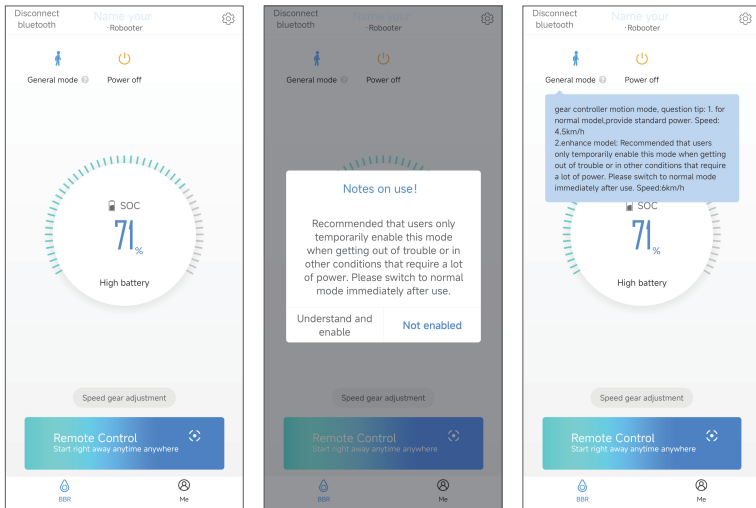 Disconnect
bluetooth
Name your
-Robooter
General mode
Power off
SOC
71%
High battery
Speed gear adjustment
Remote Control
Start right away anytime anywhere
BBR
Me
Disconnect
bluetooth
Name your
-Robooter
General mode
Power off
Notes on use!
Recommended that users only
temporarily enable this mode
when getting out of trouble or in
other conditions that require a lot
of power. Please switch to normal
mode immediately after use.
Understand and
enable
Not enabled
Speed gear adjustment
Remote Control
Start right away anytime anywhere
BBR
Me
Disconnect
bluetooth
Name your
-Robooter
General mode
Power off
gear controller motion mode, question tip: 1. for
normal model,provide standard power. Speed:
4.5km/h
2.enhance model: Recommended that users
only temporarily enable this mode when getting
out of trouble or in other conditions that require
a lot of power. Please switch to normal mode
immediately after use. Speed:6km/h
SOC
71%
High battery
Speed gear adjustment
Remote Control
Start right away anytime anywhere
BBR
Me